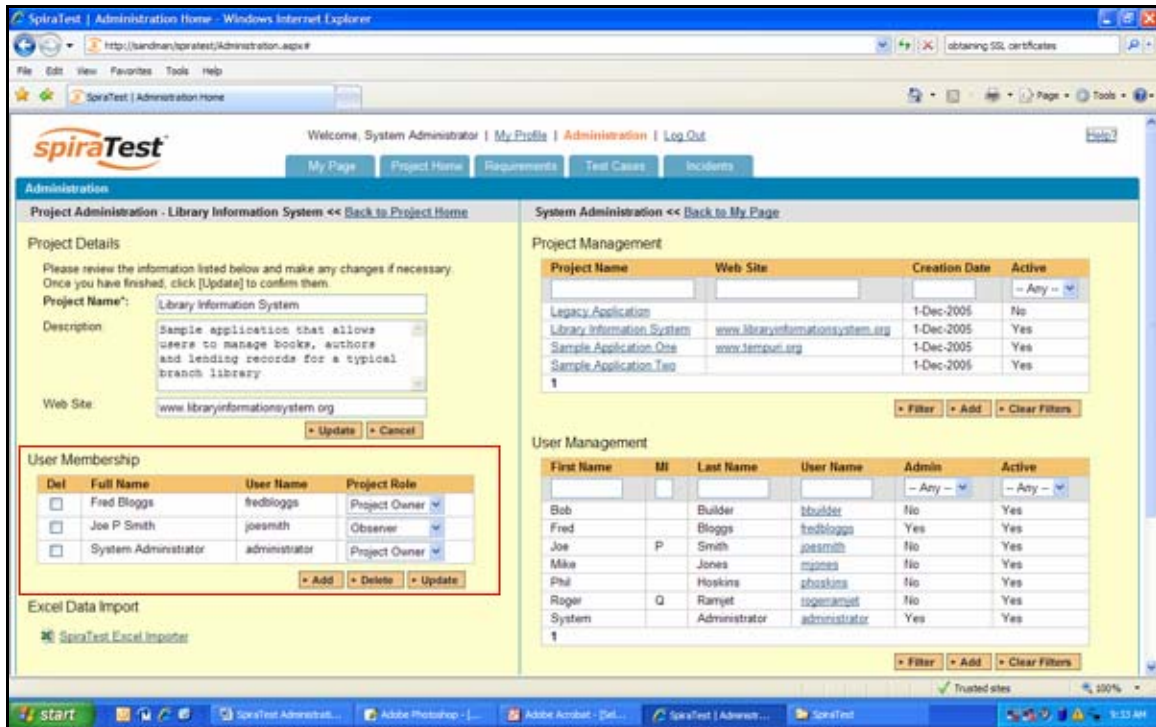 SpiraTest | Administration Home - Windows Internet Explorer
http://sandman/spiratest/Administration.aspx#
obtaining SSL certificates
File Edit View Favorites Tools Help
SpiraTest | Administration Home
Page Tools
spiraTest
Welcome, System Administrator | My Profile | Administration | Log Out
Help?
My Page Project Home Requirements Test Cases Incidents
Administration
Project Administration - Library Information System << Back to Project Home
Project Details
Please review the information listed below and make any changes if necessary.
Once you have finished, click [Update] to confirm them.
Project Name*: Library Information System
Description: Sample application that allows
users to manage books, authors
and lending records for a typical
branch library
Web Site: www.libraryinformationsystem.org
Update Cancel
User Membership
Del Full Name User Name Project Role
Fred Bloggs fredbloggs Project Owner
Joe P Smith joesmith Observer
System Administrator administrator Project Owner
Add Delete Update
Excel Data Import
SpiraTest Excel Importer
System Administration << Back to My Page
Project Management
Project Name Web Site Creation Date Active
-- Any --
Legacy Application 1-Dec-2005 No
Library Information System www.libraryinformationsystem.org 1-Dec-2005 Yes
Sample Application One www.tempuri.org 1-Dec-2005 Yes
Sample Application Two 1-Dec-2005 Yes
1
Filter Add Clear Filters
User Management
First Name MI Last Name User Name Admin Active
-- Any -- -- Any --
Bob Builder bbuilder No Yes
Fred Bloggs fredbloggs Yes Yes
Joe P Smith joesmith No Yes
Mike Jones mjones No Yes
Phil Hoskins phoskins No Yes
Roger Q Ramjet rogerramjet No Yes
System Administrator administrator Yes Yes
1
Filter Add Clear Filters
Trusted sites 100%
start
SpiraTest Administrati...
Adobe Photoshop - [...
Adobe Acrobat - [Sel...
SpiraTest | Administr...
SpiraTest
9:33 AM